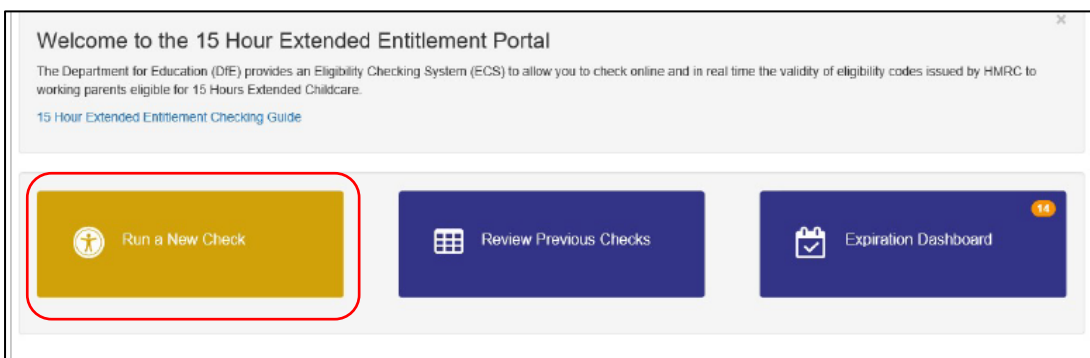 Welcome to the 15 Hour Extended Entitlement Portal
The Department for Education (DfE) provides an Eligibility Checking System (ECS) to allow you to check online and in real time the validity of eligibility codes issued by HMRC to
working parents eligible for 15 Hours Extended Childcare.
15 Hour Extended Entitlement Checking Guide
14
Run a New Check
Review Previous Checks
Expiration Dashboard